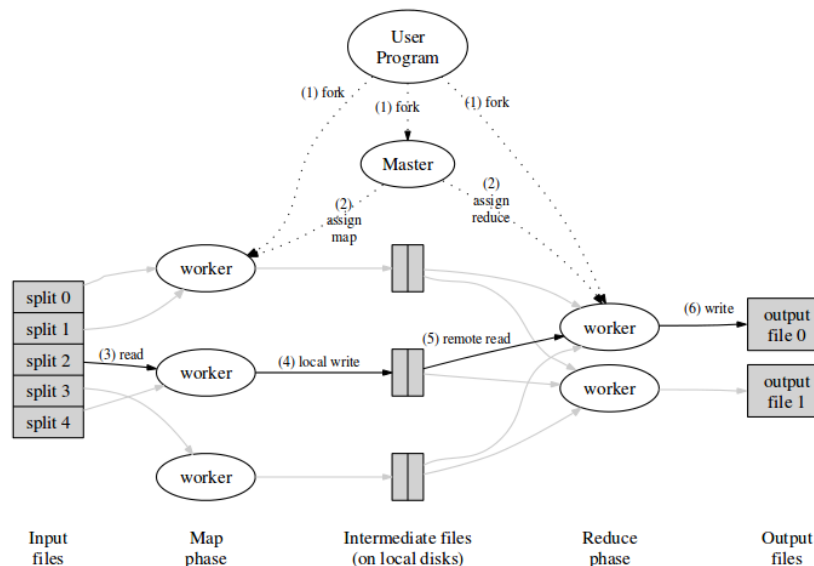 User
Program
(1) fork
(1) fork
(1) fork
Master
(2)
assign
map
(2)
assign
reduce
worker
split 0
split 1
split 2
split 3
split 4
(3) read
worker
(4) local write
(5) remote read
worker
(6) write
output
file 0
worker
output
file 1
worker
Input
files
Map
phase
Intermediate files
(on local disks)
Reduce
phase
Output
files